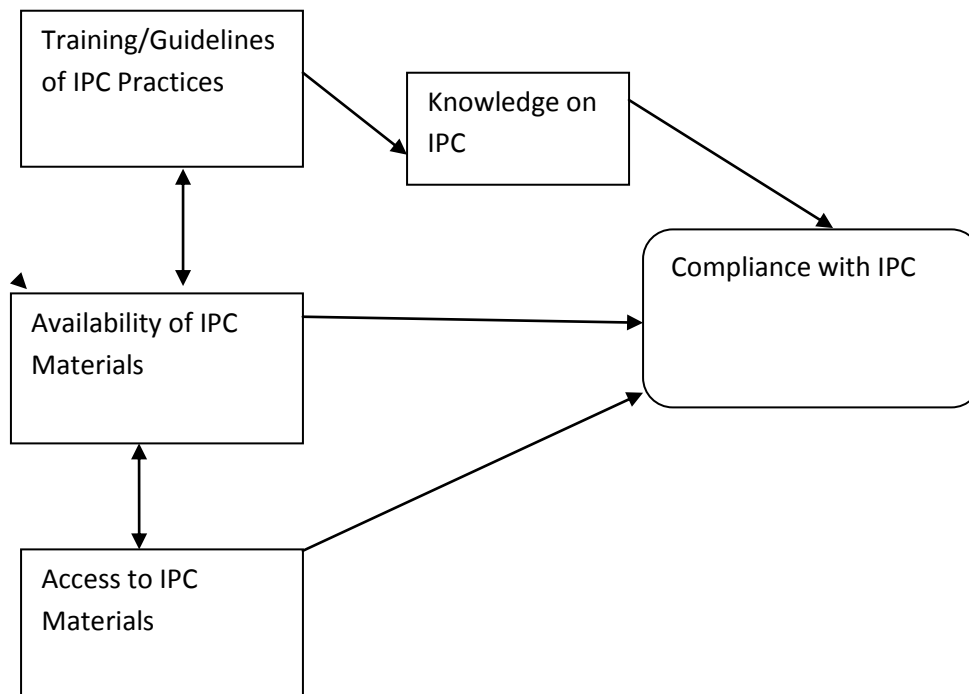 Training/Guidelines
of IPC Practices
Knowledge on
IPC
Compliance with IPC
Availability of IPC
Materials
Access to IPC
Materials